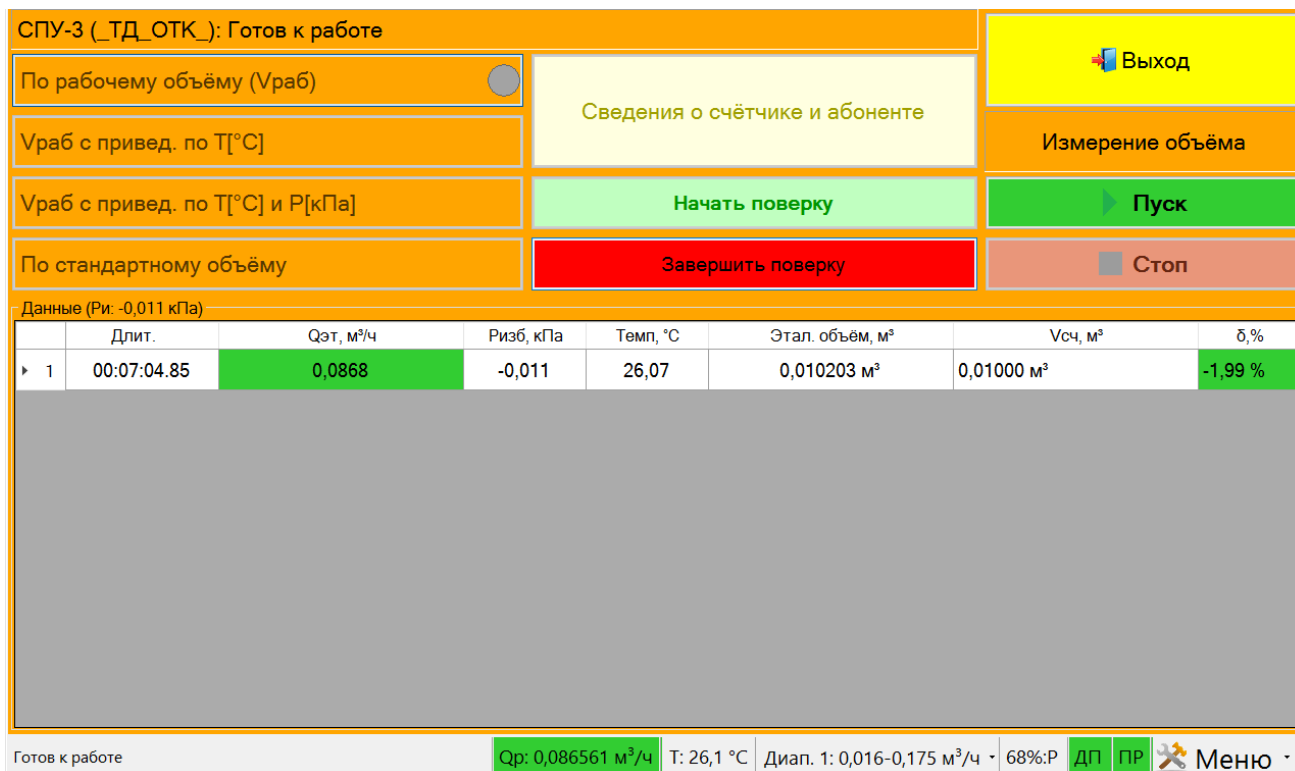 СПУ-3 (_ТД_ОТК_): Готов к работе
Выход
По рабочему объёму (Vраб)
Сведения о счётчике и абоненте
Vраб с привед. по T[°C]
Измерение объёма
Vраб с привед. по T[°C] и P[кПа]
Начать поверку
Пуск
По стандартному объёму
Завершить поверку
Стоп
Данные (Pи: -0,011 кПа)
Длит. Qэт, м³/ч Pизб, кПа Темп, °C Этал. объём, м³ Vсч, м³ δ,%
1 00:07:04.85 0,0868 -0,011 26,07 0,010203 м³ 0,01000 м³ -1,99 %
Готов к работе Qр: 0,086561 м³/ч T: 26,1 °C Диап. 1: 0,016-0,175 м³/ч 68%:P ДП ПР Меню